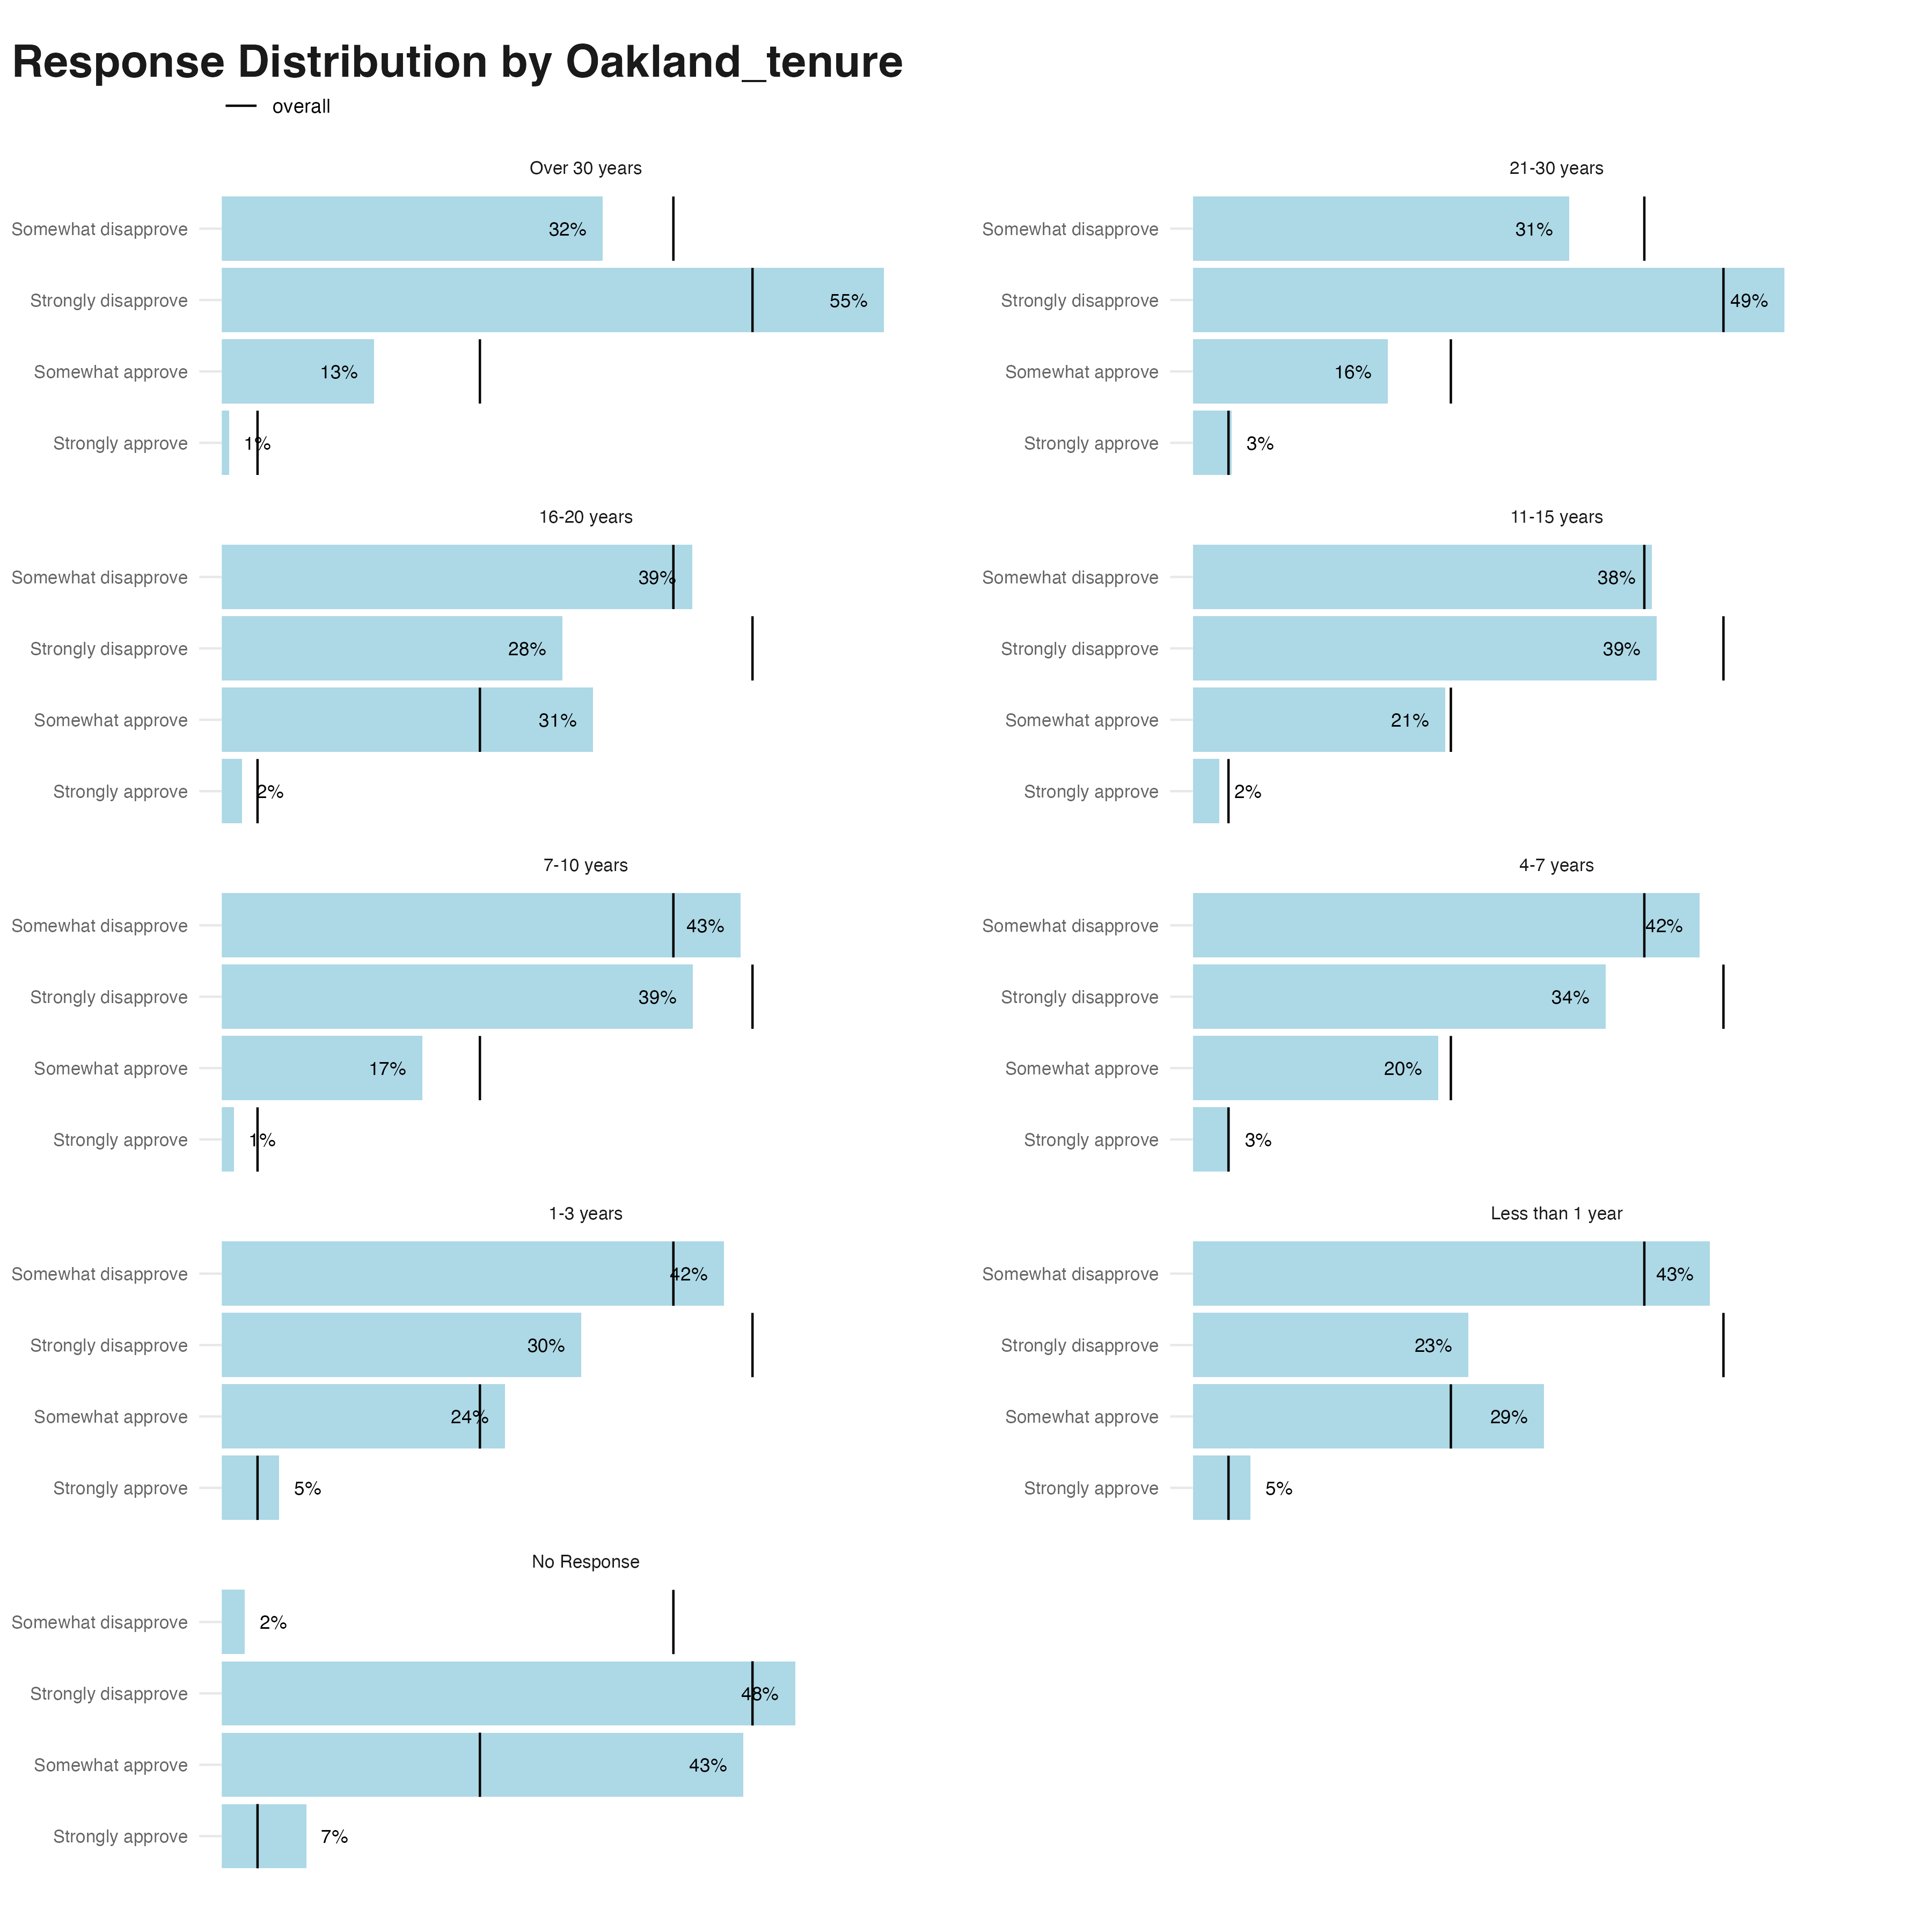 Response Distribution by Oakland_tenure
overall
Over 30 years
Somewhat disapprove 32%
Strongly disapprove 55%
Somewhat approve 13%
Strongly approve 1%
21-30 years
Somewhat disapprove 31%
Strongly disapprove 49%
Somewhat approve 16%
Strongly approve 3%
16-20 years
Somewhat disapprove 39%
Strongly disapprove 28%
Somewhat approve 31%
Strongly approve 2%
11-15 years
Somewhat disapprove 38%
Strongly disapprove 39%
Somewhat approve 21%
Strongly approve 2%
7-10 years
Somewhat disapprove 43%
Strongly disapprove 39%
Somewhat approve 17%
Strongly approve 1%
4-7 years
Somewhat disapprove 42%
Strongly disapprove 34%
Somewhat approve 20%
Strongly approve 3%
1-3 years
Somewhat disapprove 42%
Strongly disapprove 30%
Somewhat approve 24%
Strongly approve 5%
Less than 1 year
Somewhat disapprove 43%
Strongly disapprove 23%
Somewhat approve 29%
Strongly approve 5%
No Response
Somewhat disapprove 2%
Strongly disapprove 48%
Somewhat approve 43%
Strongly approve 7%